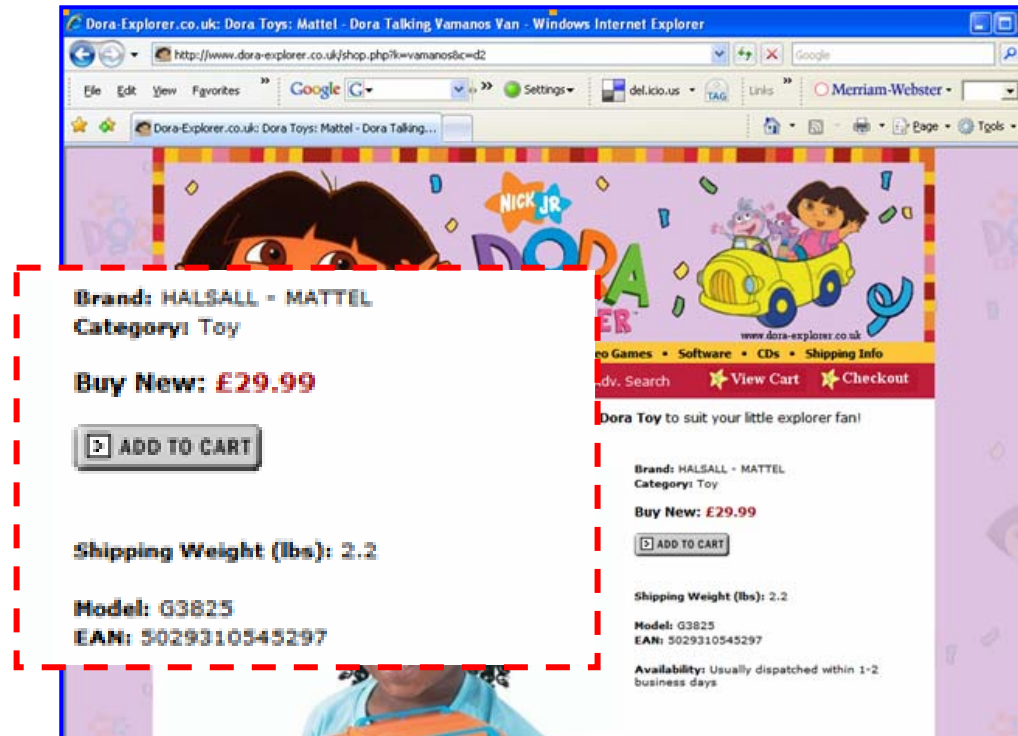 Dora-Explorer.co.uk: Dora Toys: Mattel - Dora Talking Vamanos Van - Windows Internet Explorer
http://www.dora-explorer.co.uk/shop.php?k=vamanos&c=d2
Google
File Edit View Favorites » Google G Settings del.icio.us TAG Links » Merriam-Webster
Dora-Explorer.co.uk: Dora Toys: Mattel - Dora Talking... Page Tools
NICK JR
DORA
ER
www.dora-explorer.co.uk
eo Games • Software • CDs • Shipping Info
dv. Search View Cart Checkout
Dora Toy to suit your little explorer fan!
Brand: HALSALL - MATTEL
Category: Toy
Buy New: £29.99
ADD TO CART
Shipping Weight (lbs): 2.2
Model: G3825
EAN: 5029310545297
Brand: HALSALL - MATTEL
Category: Toy
Buy New: £29.99
ADD TO CART
Shipping Weight (lbs): 2.2
Model: G3825
EAN: 5029310545297
Availability: Usually dispatched within 1-2
business days